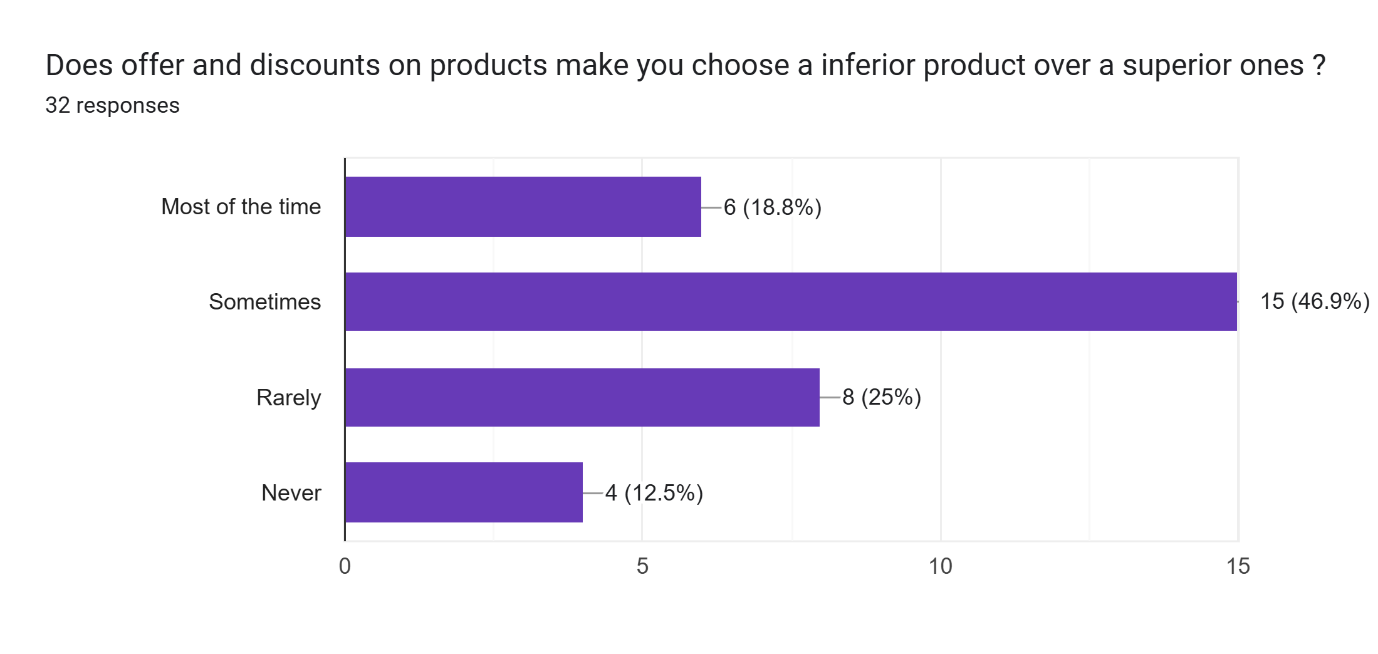 Does offer and discounts on products make you choose a inferior product over a superior ones ?
32 responses
Most of the time
6 (18.8%)
Sometimes
15 (46.9%)
Rarely
8 (25%)
Never
4 (12.5%)
0
5
10
15